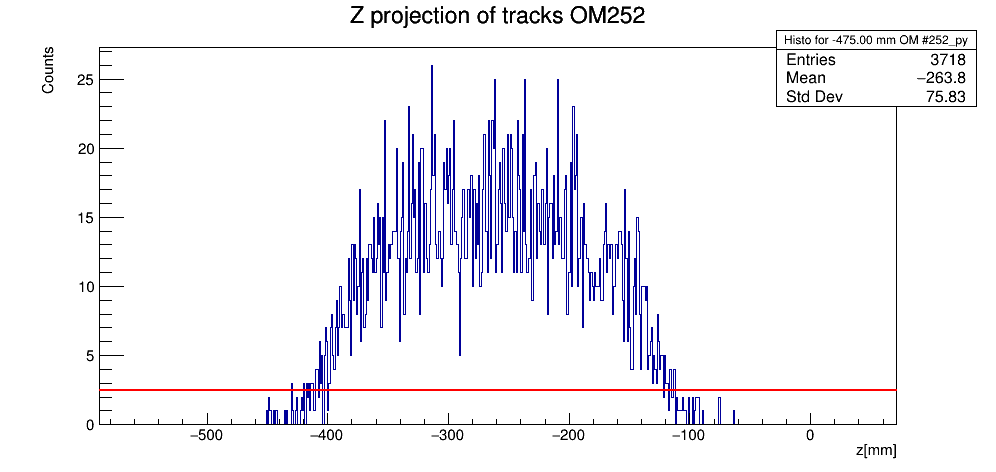 Z projection of tracks OM252
Histo for -475.00 mm OM #252_py
Entries 3718
Mean −263.8
Std Dev 75.83
Counts
25
20
15
10
5
0
−500 −400 −300 −200 −100 0
z[mm]